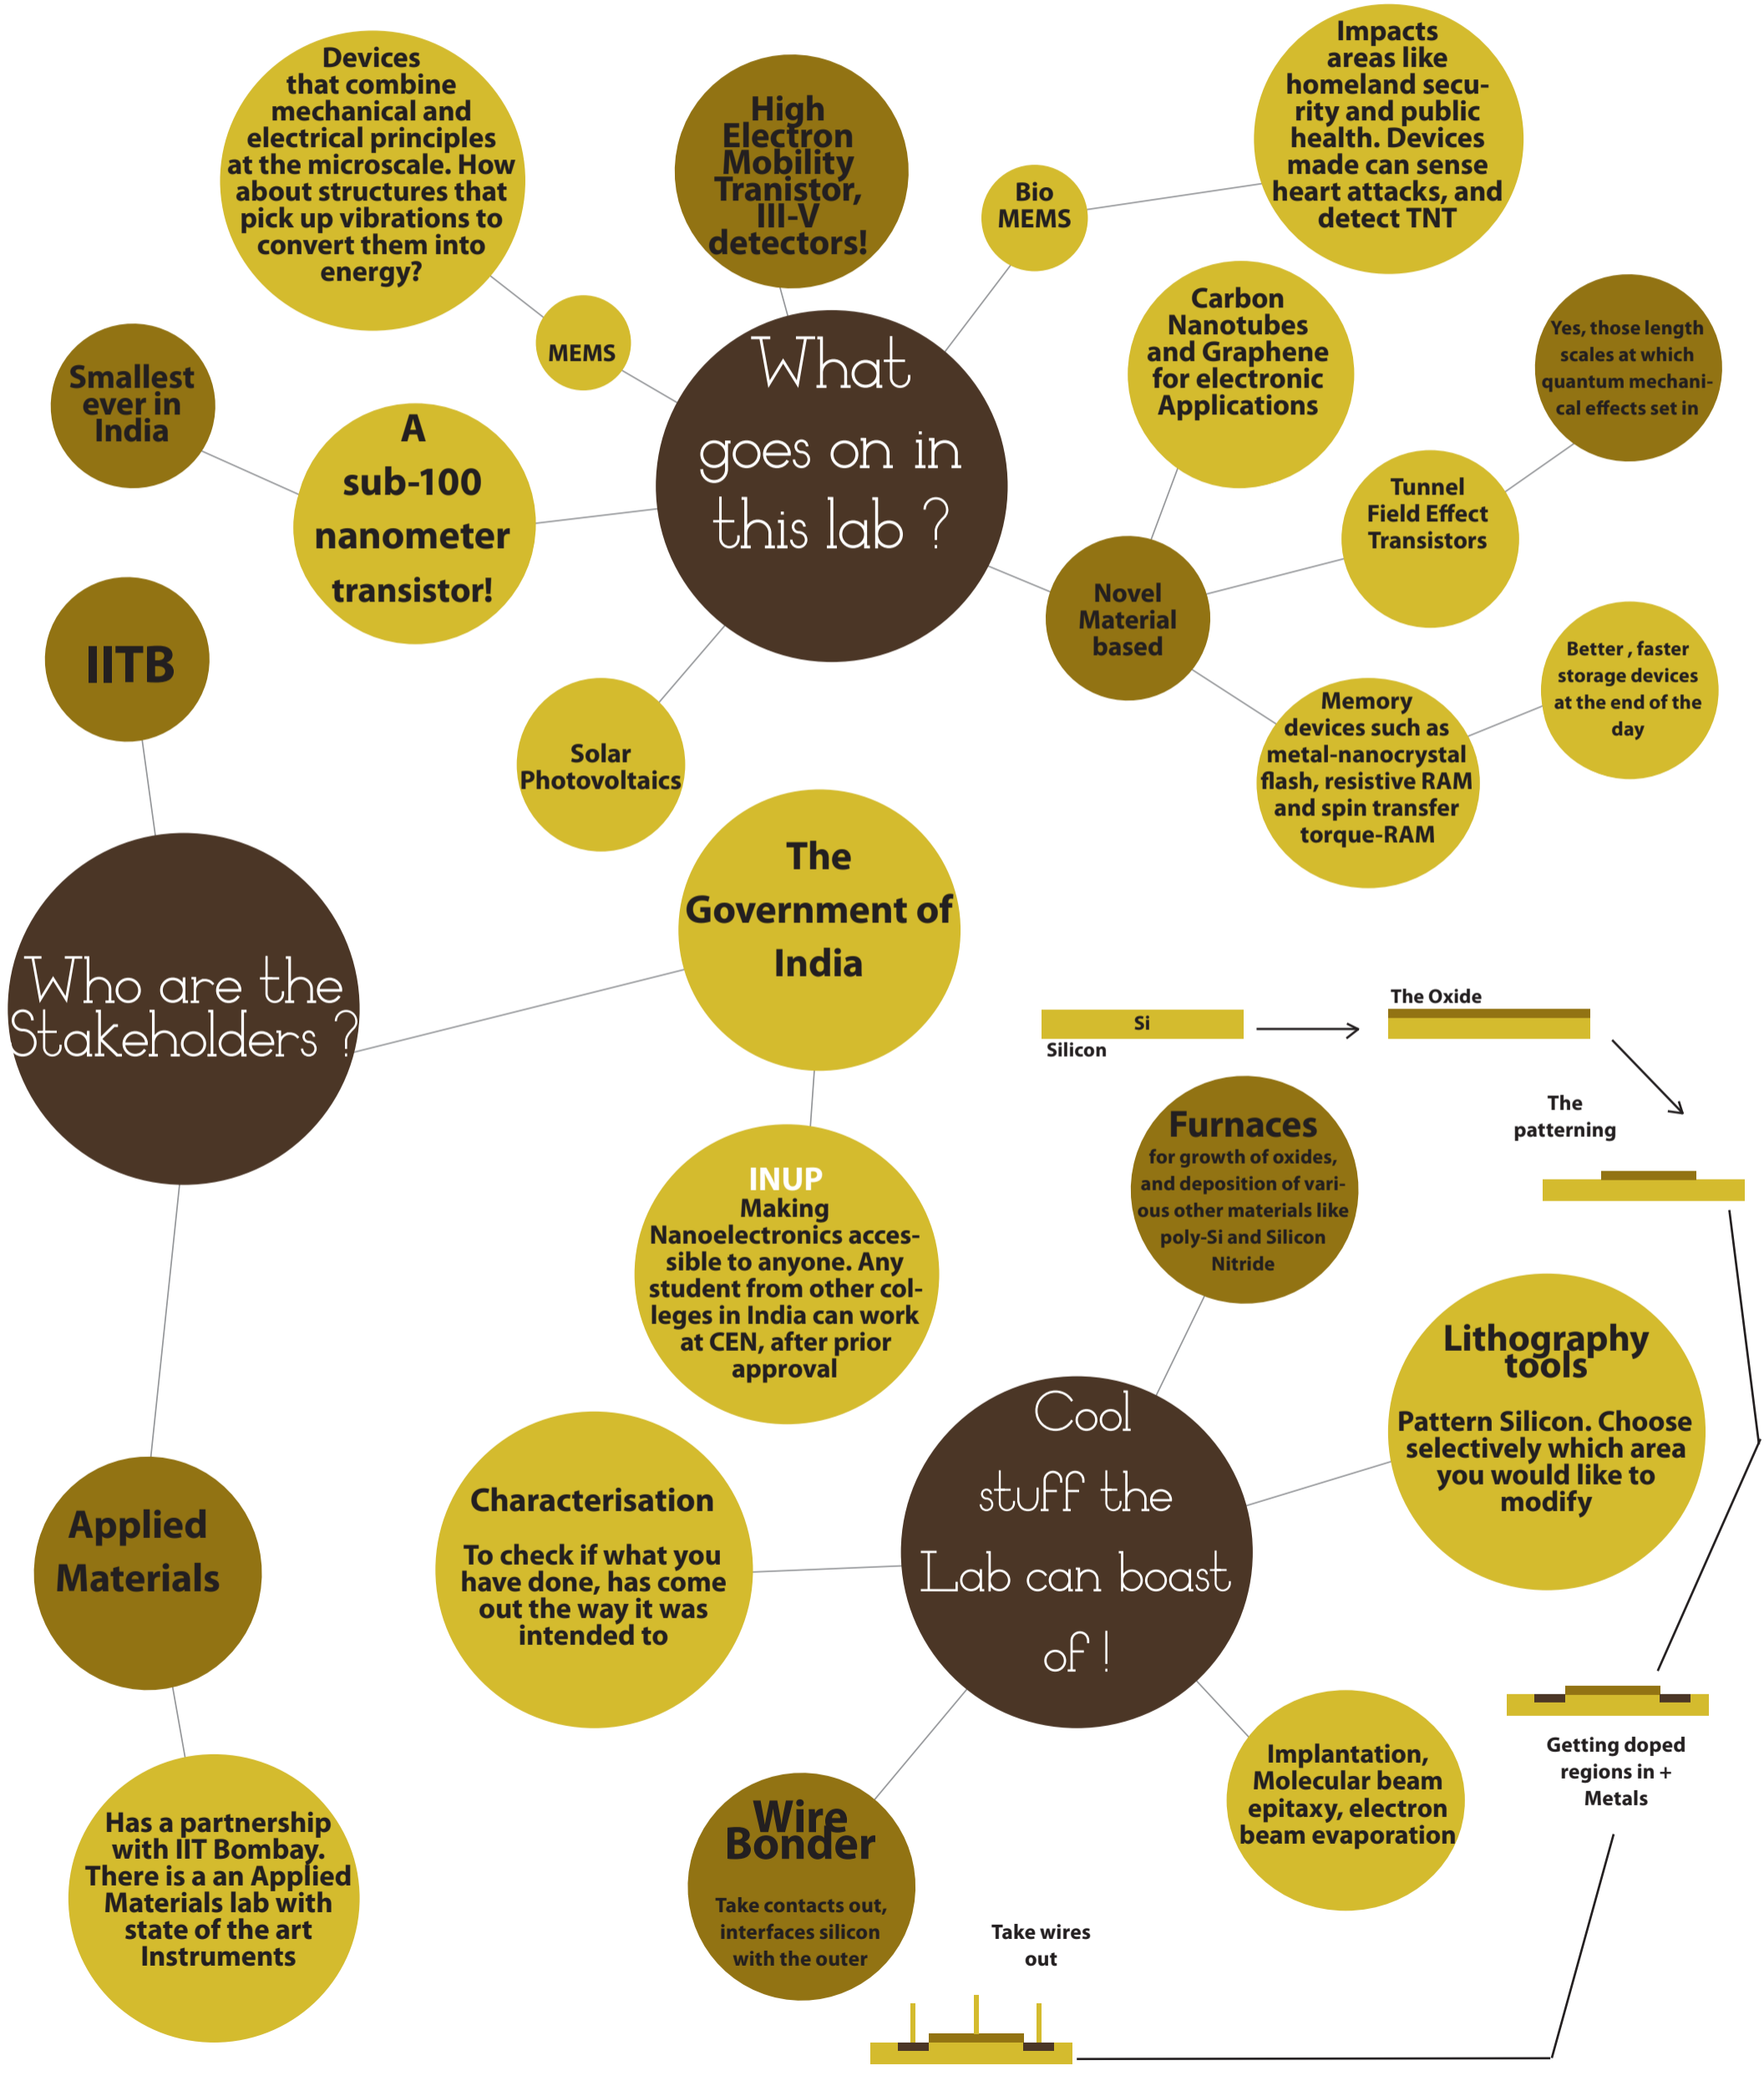 Devices
that combine
mechanical and
electrical principles
at the microscale. How
about structures that
pick up vibrations to
convert them into
energy?
High
Electron
Mobility
Tranistor,
III-V
detectors!
Impacts
areas like
homeland secu-
rity and public
health. Devices
made can sense
heart attacks, and
detect TNT
Bio
MEMS
MEMS
Smallest
ever in
India
A
sub-100
nanometer
transistor!
What
goes on in
this lab ?
Carbon
Nanotubes
and Graphene
for electronic
Applications
Yes, those length
scales at which
quantum mechani-
cal effects set in
Tunnel
Field Effect
Transistors
Novel
Material
based
Better , faster
storage devices
at the end of the
day
Memory
devices such as
metal-nanocrystal
flash, resistive RAM
and spin transfer
torque-RAM
Solar
Photovoltaics
IITB
Who are the
Stakeholders ?
The
Government of
India
INUP
Making
Nanoelectronics acces-
sible to anyone. Any
student from other col-
leges in India can work
at CEN, after prior
approval
Applied
Materials
Has a partnership
with IIT Bombay.
There is a an Applied
Materials lab with
state of the art
Instruments
Si
Silicon
The Oxide
The
patterning
Furnaces
for growth of oxides,
and deposition of vari-
ous other materials like
poly-Si and Silicon
Nitride
Lithography
tools
Pattern Silicon. Choose
selectively which area
you would like to
modify
Cool
stuff the
Lab can boast
of !
Characterisation
To check if what you
have done, has come
out the way it was
intended to
Implantation,
Molecular beam
epitaxy, electron
beam evaporation
Getting doped
regions in +
Metals
Wire
Bonder
Take contacts out,
interfaces silicon
with the outer
Take wires
out